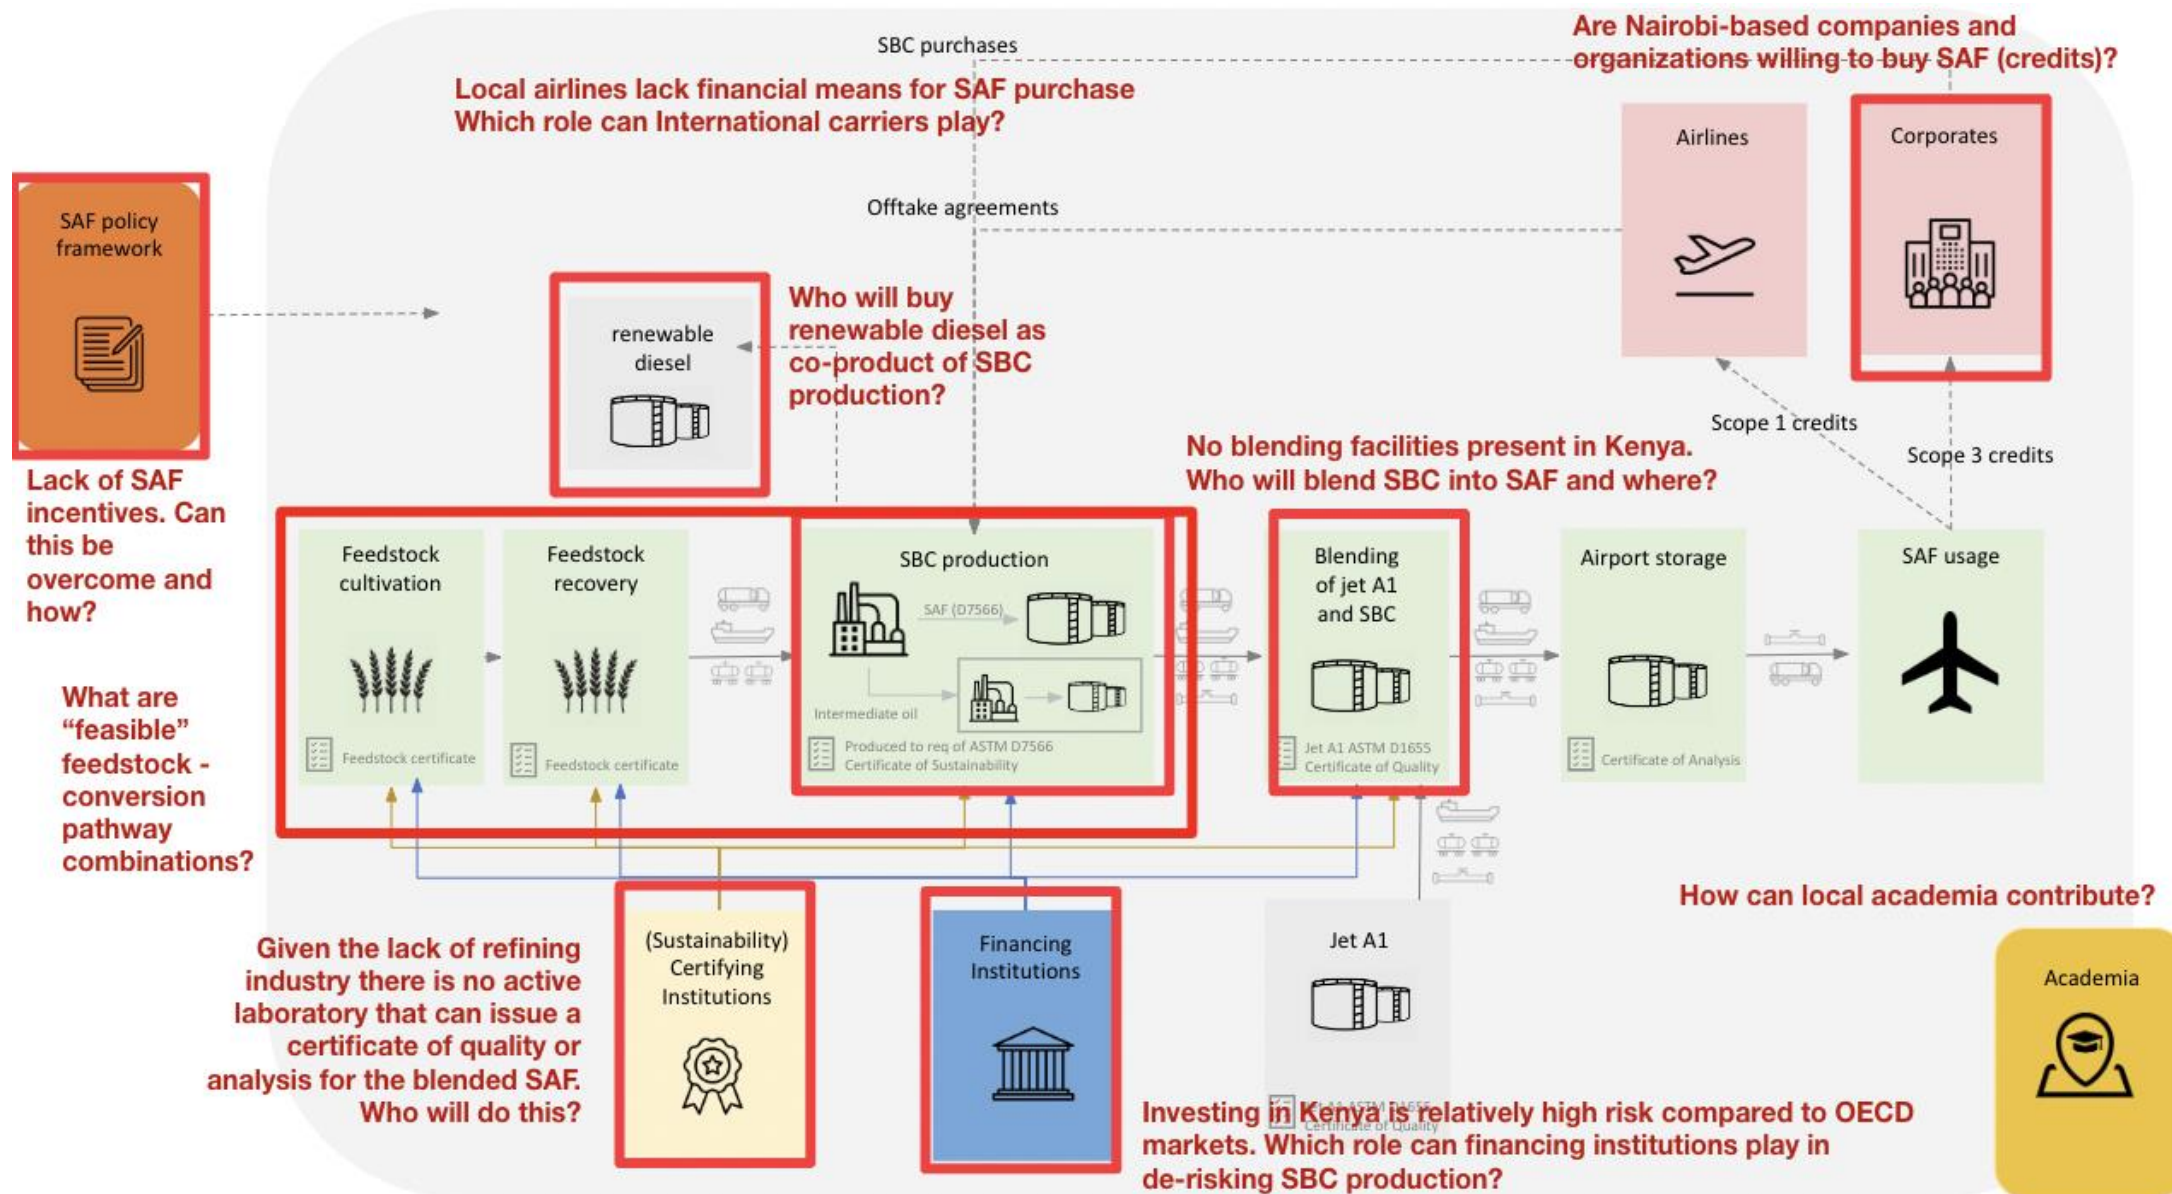 SBC purchases
Are Nairobi-based companies and
organizations willing to buy SAF (credits)?
Local airlines lack financial means for SAF purchase
Which role can International carriers play?
Airlines
Corporates
SAF policy
framework
Offtake agreements
renewable
diesel
Who will buy
renewable diesel as
co-product of SBC
production?
Scope 1 credits
Scope 3 credits
No blending facilities present in Kenya.
Who will blend SBC into SAF and where?
Lack of SAF
incentives. Can
this be
overcome and
how?
Feedstock
cultivation
Feedstock certificate
Feedstock
recovery
Feedstock certificate
SBC production
SAF (D7566)
Intermediate oil
Produced to req of ASTM D7566
Certificate of Sustainability
Blending
of jet A1
and SBC
Jet A1 ASTM D1655
Certificate of Quality
Airport storage
Certificate of Analysis
SAF usage
What are
“feasible”
feedstock -
conversion
pathway
combinations?
Given the lack of refining
industry there is no active
laboratory that can issue a
certificate of quality or
analysis for the blended SAF.
Who will do this?
(Sustainability)
Certifying
Institutions
Financing
Institutions
Jet A1
Jet A1 ASTM D1655
Certificate of Quality
Investing in Kenya is relatively high risk compared to OECD
markets. Which role can financing institutions play in
de-risking SBC production?
How can local academia contribute?
Academia